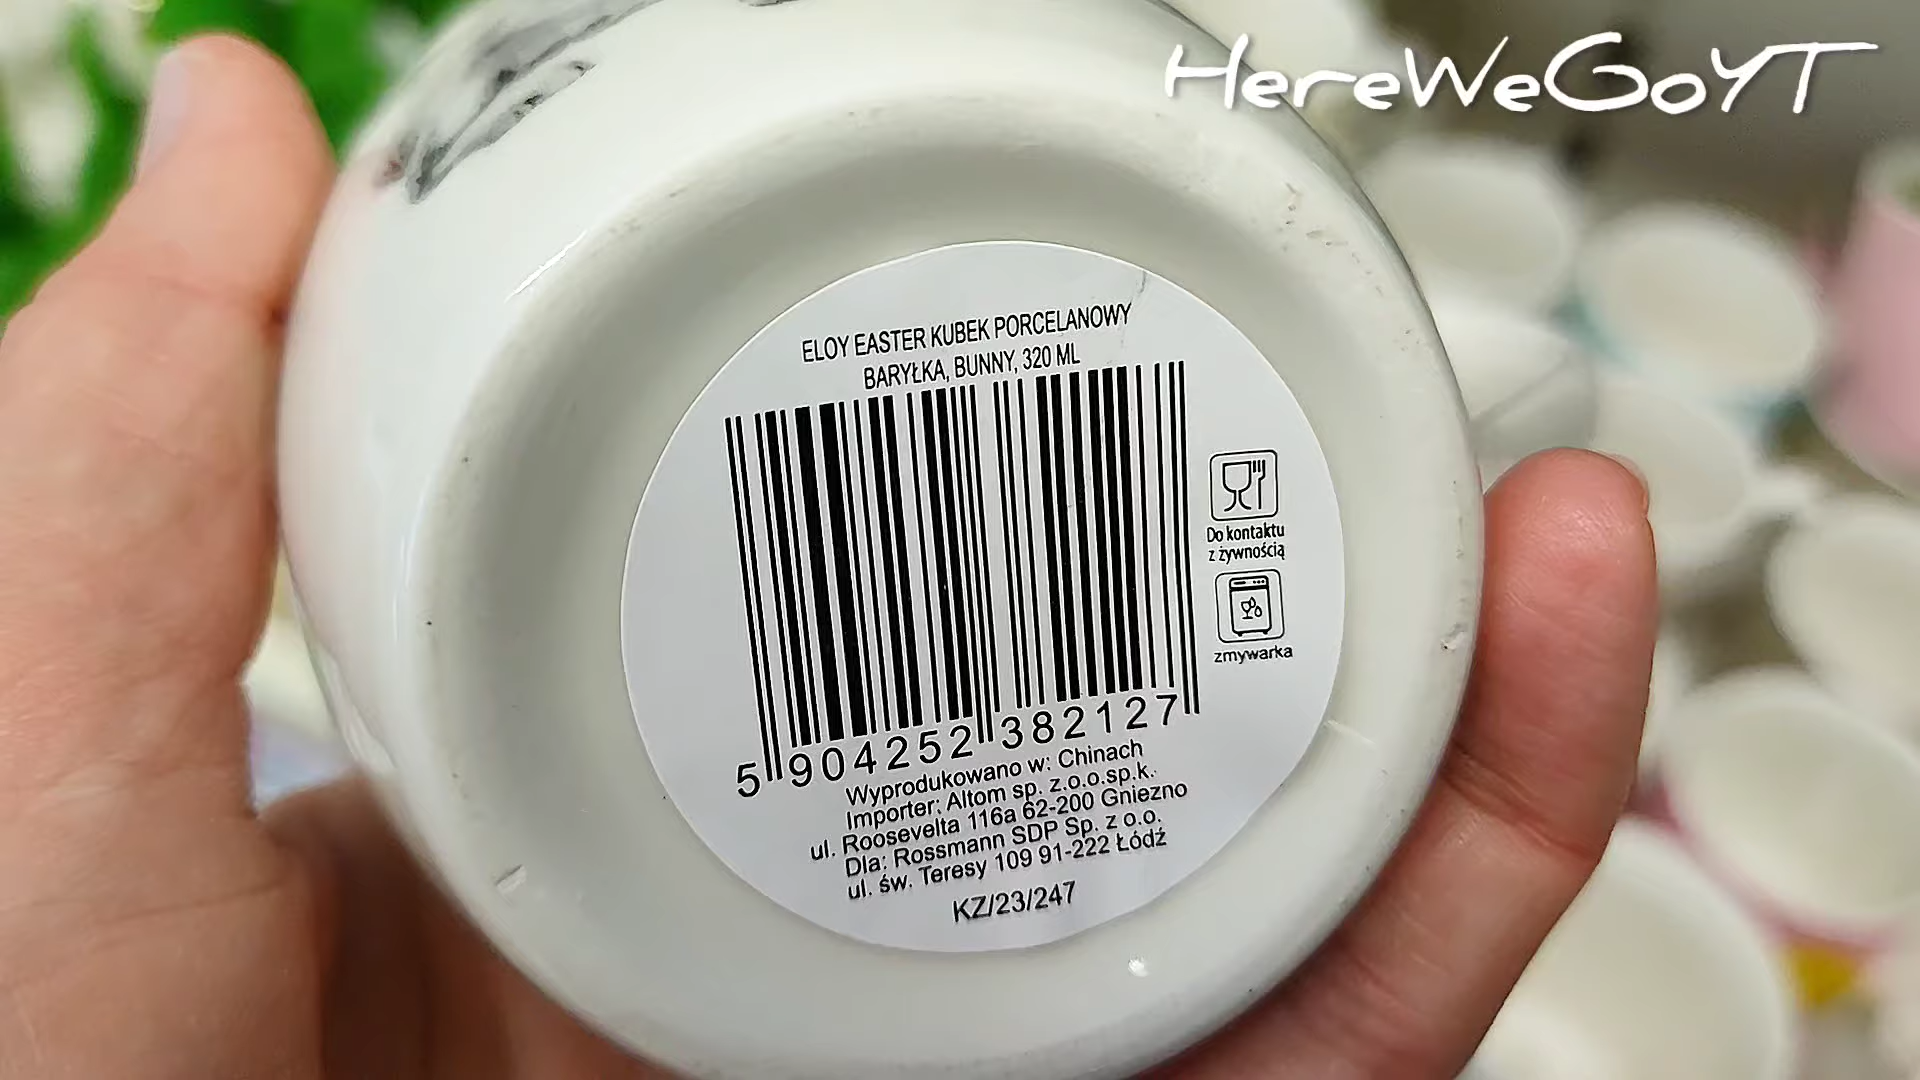 HereWeGoYT
ELOY EASTER KUBEK PORCELANOWY
BARYŁKA, BUNNY, 320 ML
Do kontaktu
z żywnością
zmywarka
5 904252 382127
Wyprodukowano w: Chinach
Importer: Altom sp. z.o.o.sp.k.
ul. Roosevelta 116a 62-200 Gniezno
Dla: Rossmann SDP Sp. z o.o.
ul. św. Teresy 109 91-222 Łódź
KZ/23/247